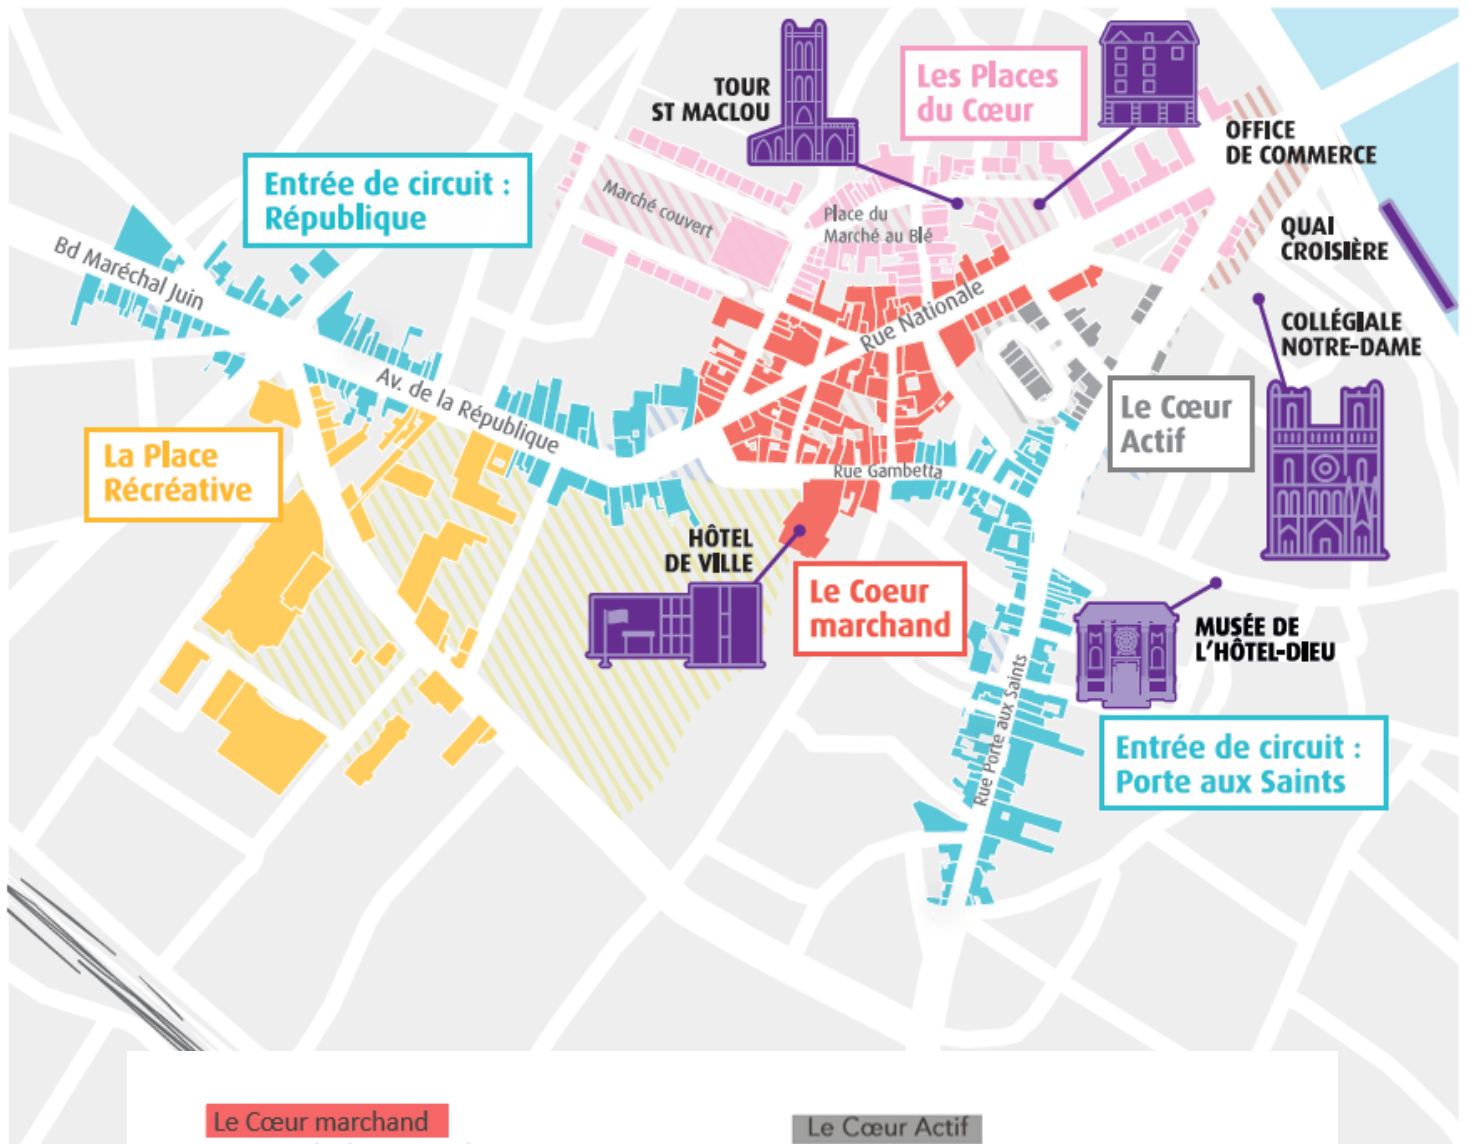 TOUR
ST MACLOU
Les Places
du Cœur
OFFICE
DE COMMERCE
Entrée de circuit :
République
Marché couvert
Place du
Marché au Blé
QUAI
CROISIÈRE
Bd Maréchal Juin
Rue Nationale
COLLÉGIALE
NOTRE-DAME
Av. de la République
Le Cœur
Actif
La Place
Récréative
Rue Gambetta
HÔTEL
DE VILLE
Le Coeur
marchand
MUSÉE DE
L'HÔTEL-DIEU
Rue Porte aux Saints
Entrée de circuit :
Porte aux Saints
Le Cœur marchand
Le Cœur Actif